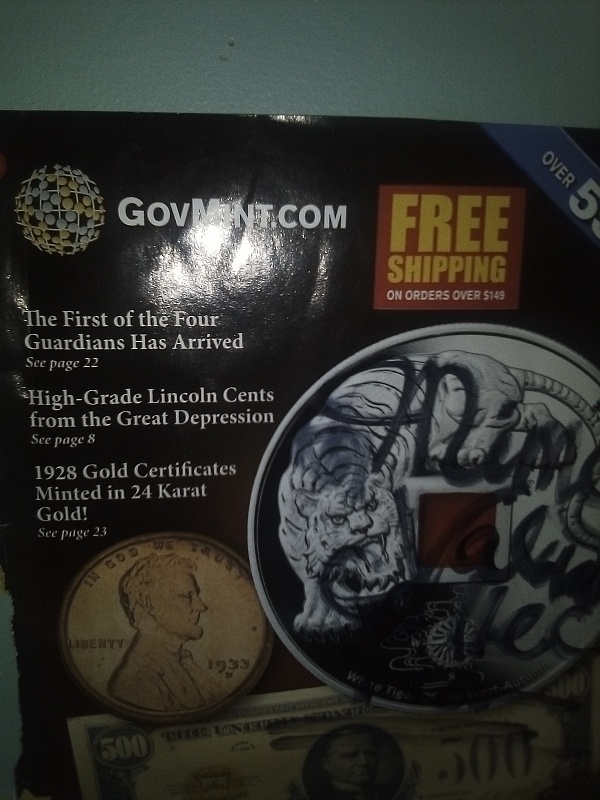 GOVMINT.COM
FREE
SHIPPING
ON ORDERS OVER $149
OVER
The First of the Four
Guardians Has Arrived
See page 22
High-Grade Lincoln Cents
from the Great Depression
See page 8
1928 Gold Certificates
Minted in 24 Karat
Gold!
See page 23
IN GOD WE TRUST
LIBERTY
1933
D
500
500